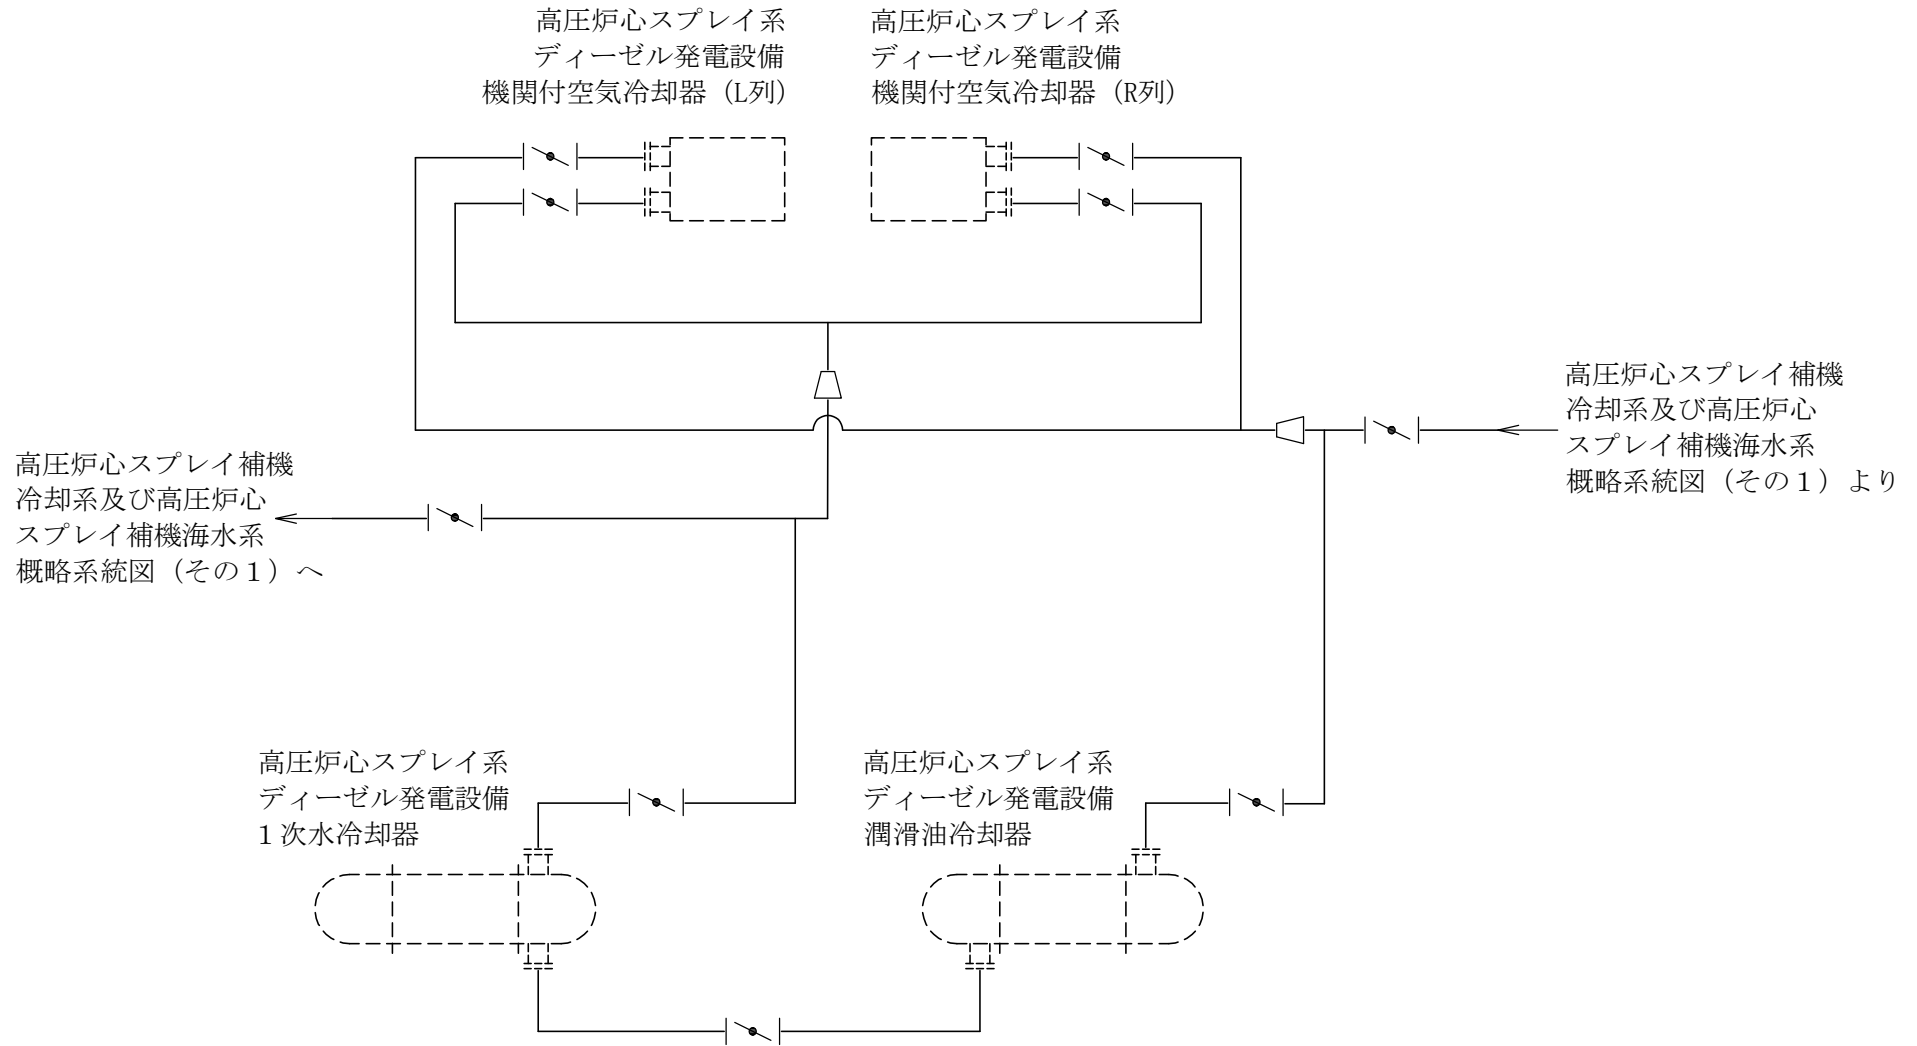 高圧炉心スプレイ系
ディーゼル発電設備
機関付空気冷却器（L列）
高圧炉心スプレイ系
ディーゼル発電設備
機関付空気冷却器（R列）
高圧炉心スプレイ補機
冷却系及び高圧炉心
スプレイ補機海水系
概略系統図（その１）より
高圧炉心スプレイ補機
冷却系及び高圧炉心
スプレイ補機海水系
概略系統図（その１）へ
高圧炉心スプレイ系
ディーゼル発電設備
１次水冷却器
高圧炉心スプレイ系
ディーゼル発電設備
潤滑油冷却器